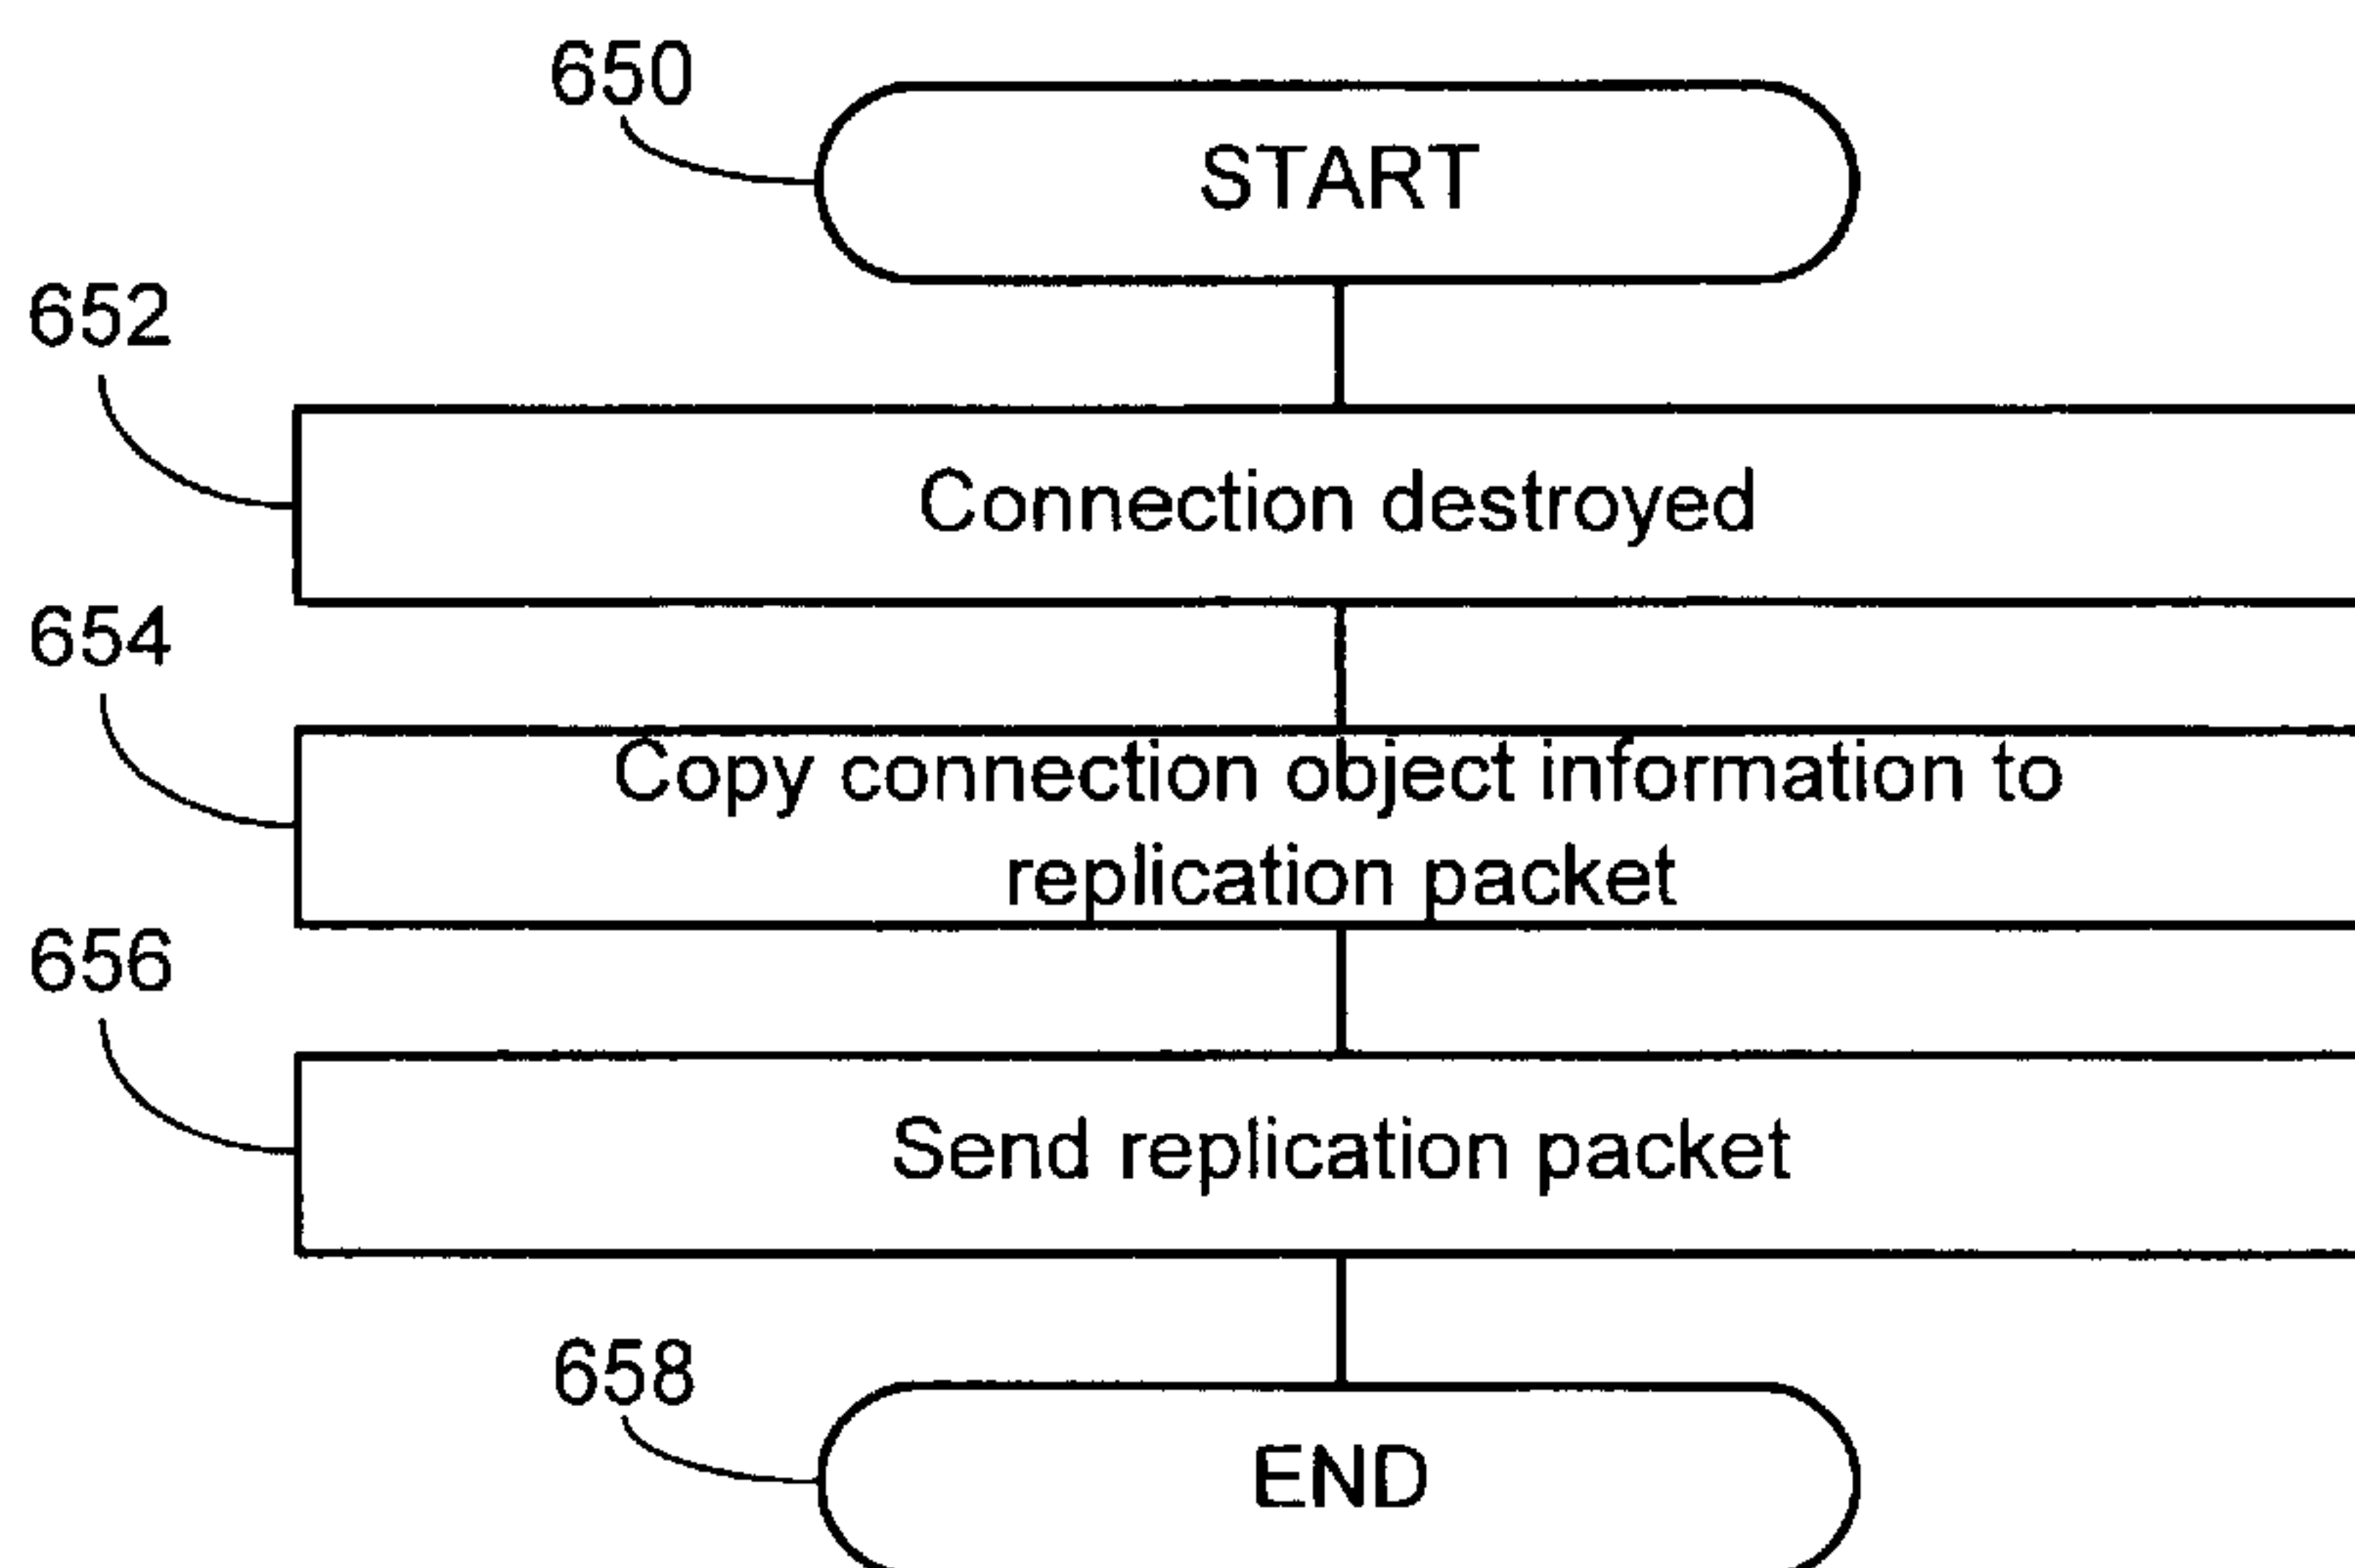 650
START
652
Connection destroyed
654
Copy connection object information to
replication packet
656
Send replication packet
658
END